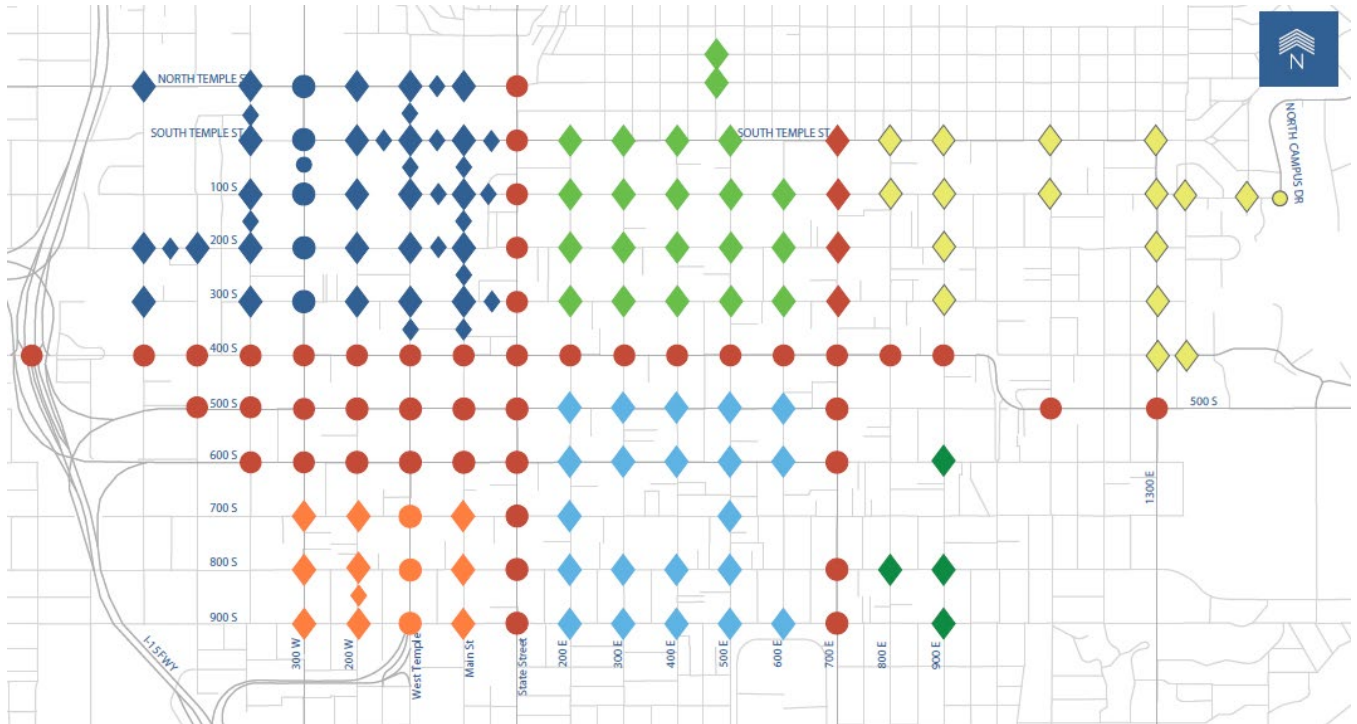 N
NORTH TEMPLE S
NORTH CAMPUS DR
SOUTH TEMPLE ST
SOUTH TEMPLE ST
100 S
200 S
300 S
400 S
500 S
500 S
600 S
1300 E
700 S
800 S
900 S
I-15 FWY
300 W
200 W
West Temple
Main St
State Street
200 E
300 E
400 E
500 E
600 E
700 E
800 E
900 E